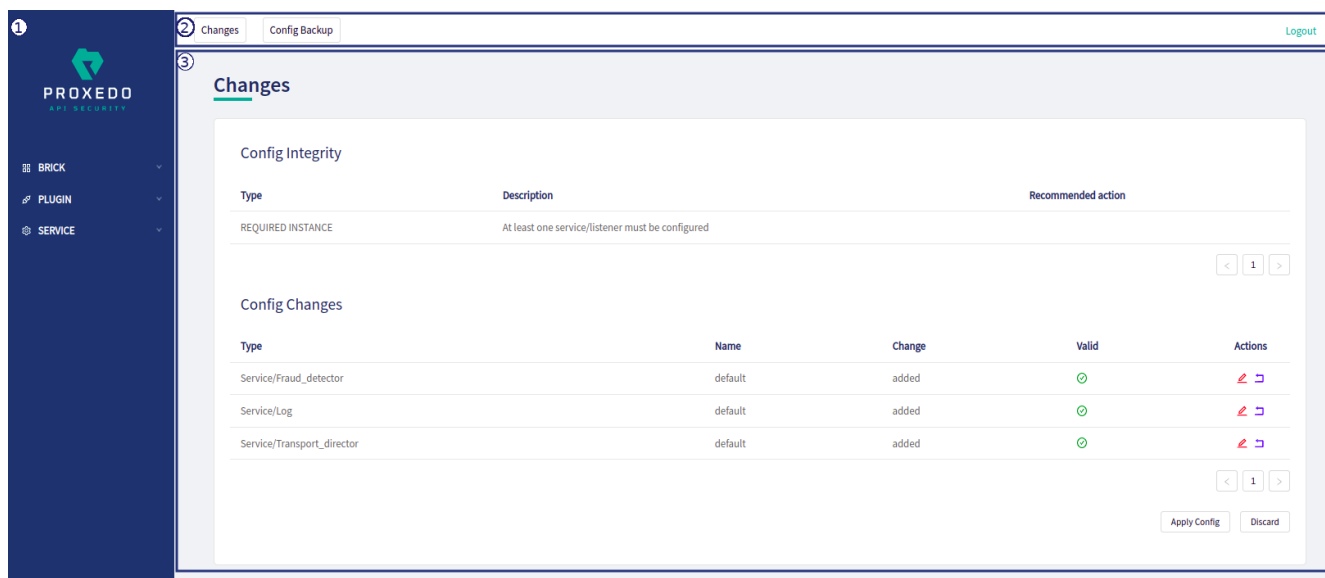 ①
PROXEDO
API SECURITY
BRICK
PLUGIN
SERVICE
② Changes Config Backup Logout
③
Changes
Config Integrity
Type Description Recommended action
REQUIRED INSTANCE At least one service/listener must be configured
< 1 >
Config Changes
Type Name Change Valid Actions
Service/Fraud_detector default added
Service/Log default added
Service/Transport_director default added
< 1 >
Apply Config Discard